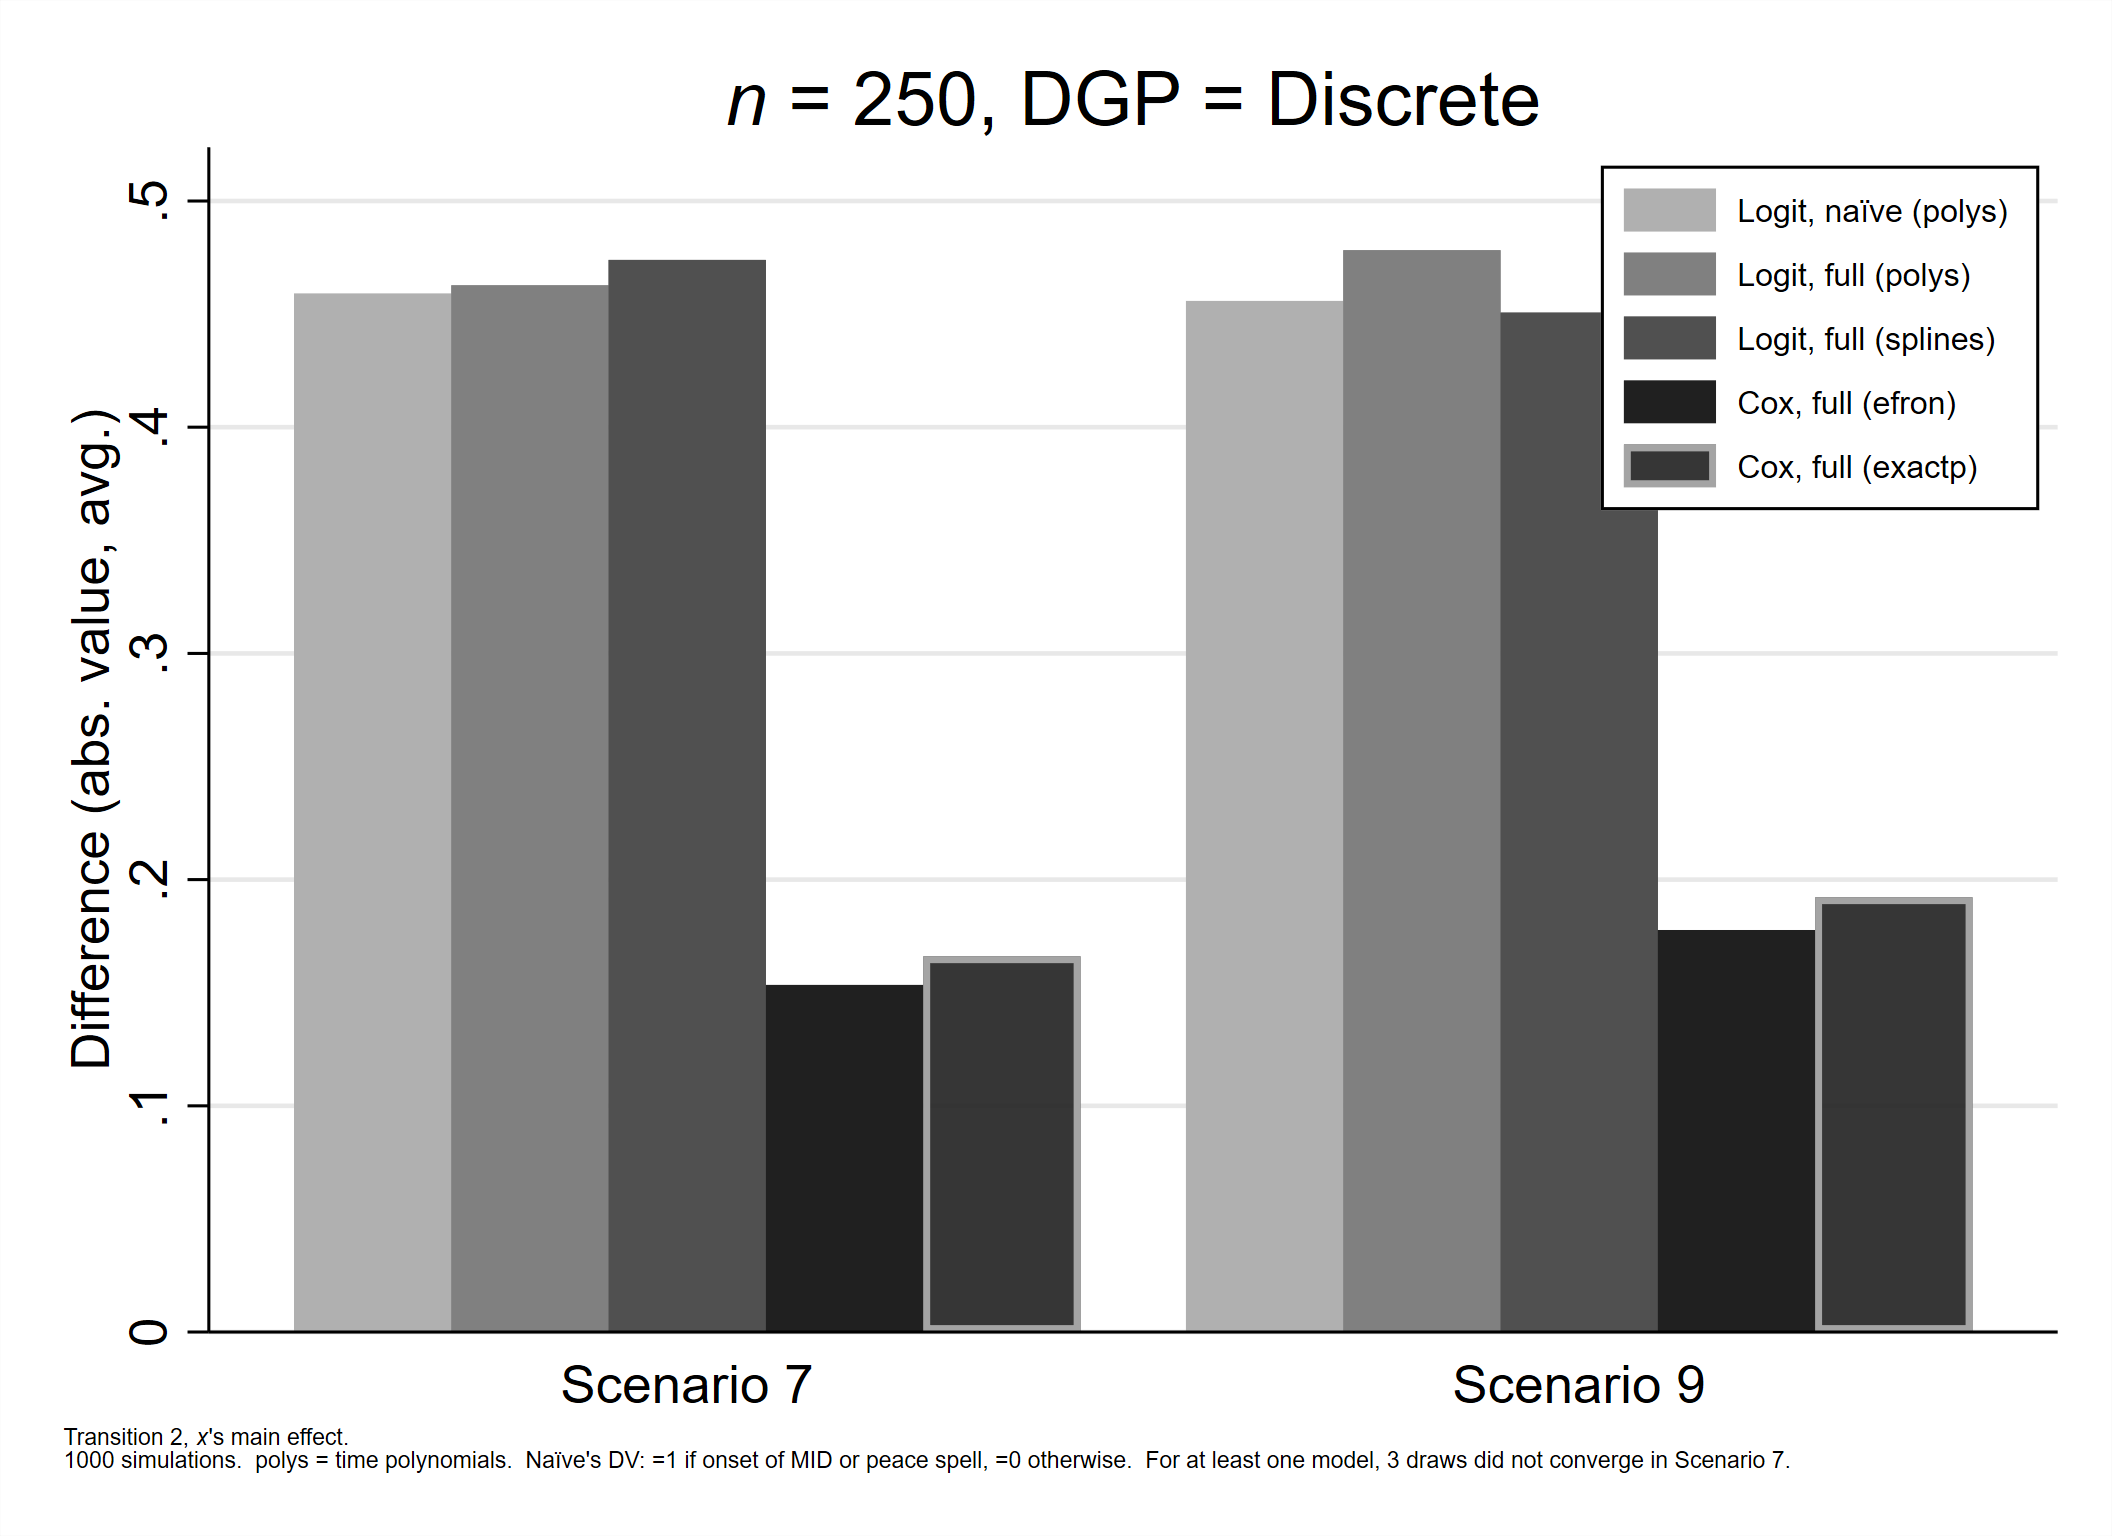 n = 250, DGP = Discrete
Difference (abs. value, avg.)
.5
.4
.3
.2
.1
0
Logit, naïve (polys)
Logit, full (polys)
Logit, full (splines)
Cox, full (efron)
Cox, full (exactp)
Scenario 7
Scenario 9
Transition 2, x's main effect.
1000 simulations.  polys = time polynomials.  Naïve's DV: =1 if onset of MID or peace spell, =0 otherwise.  For at least one model, 3 draws did not converge in Scenario 7.